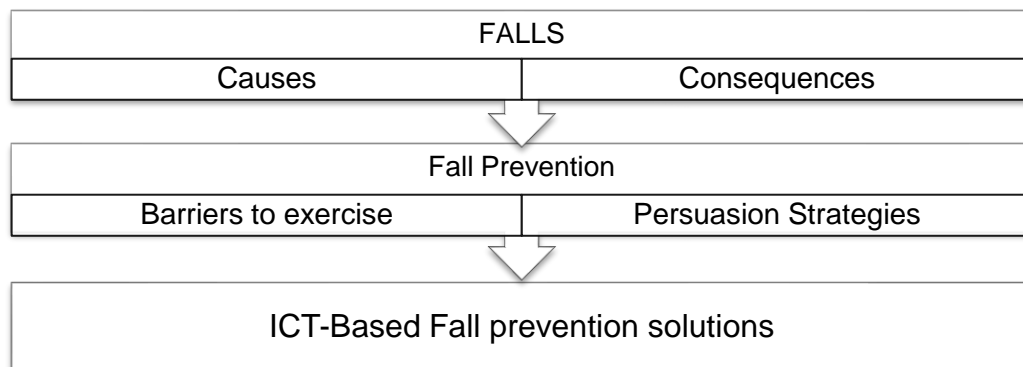 FALLS
Causes Consequences
Fall Prevention
Barriers to exercise Persuasion Strategies
ICT-Based Fall prevention solutions